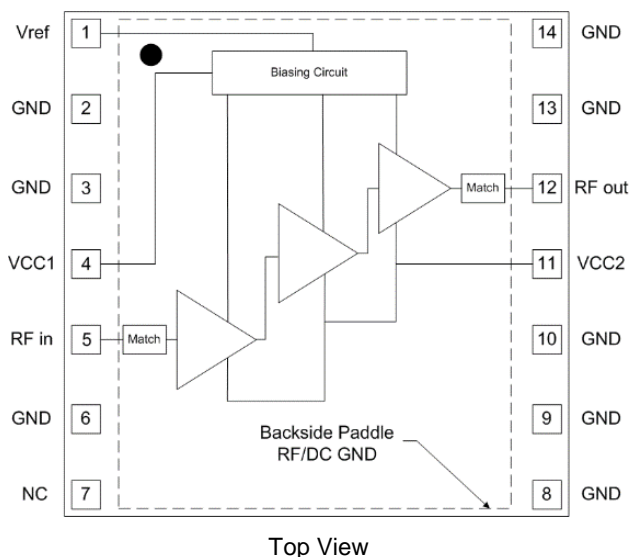 Vref 1 14 GND
Biasing Circuit
GND 2 13 GND
GND 3 Match 12 RF out
VCC1 4 11 VCC2
RF in 5 Match 10 GND
GND 6 9 GND
Backside Paddle
RF/DC GND
NC 7 8 GND
Top View